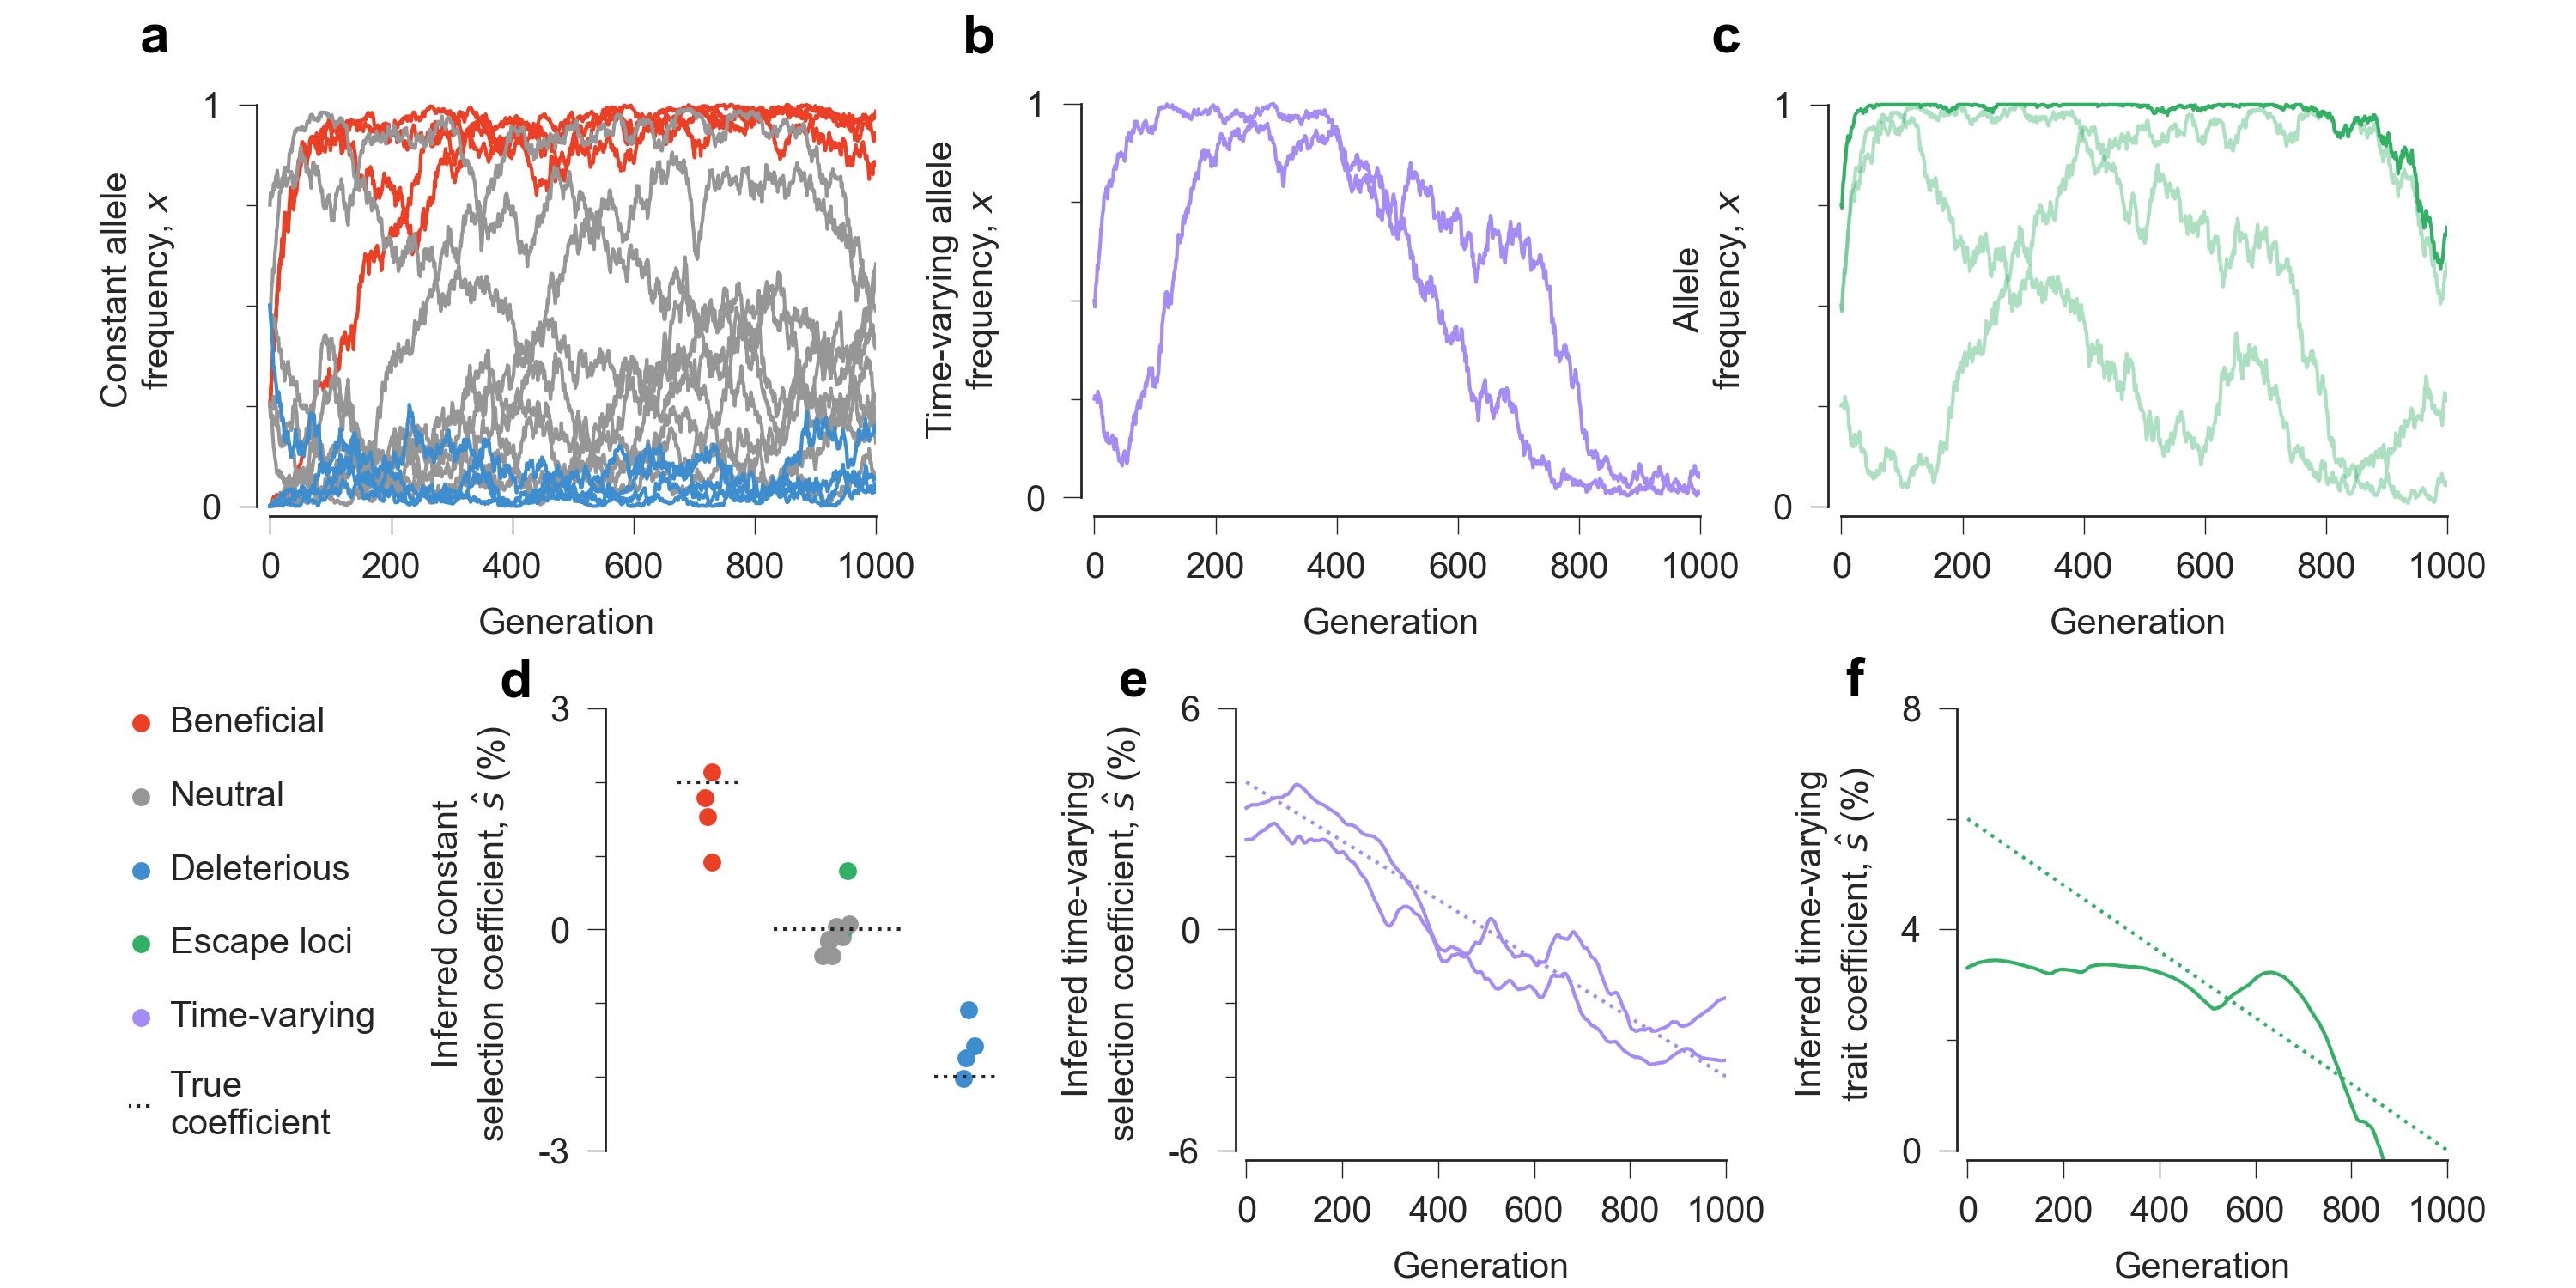 a
1
0
Constant allele
frequency, x
0 200 400 600 800 1000
Generation
b
1
0
Time-varying allele
frequency, x
0 200 400 600 800 1000
Generation
c
1
0
Allele
frequency, x
0 200 400 600 800 1000
Generation
Beneficial
Neutral
Deleterious
Escape loci
Time-varying
True
coefficient
d
3
0
-3
Inferred constant
selection coefficient, ŝ (%)
e
6
0
-6
Inferred time-varying
selection coefficient, ŝ (%)
0 200 400 600 800 1000
Generation
f
8
4
0
Inferred time-varying
trait coefficient, ŝ (%)
0 200 400 600 800 1000
Generation